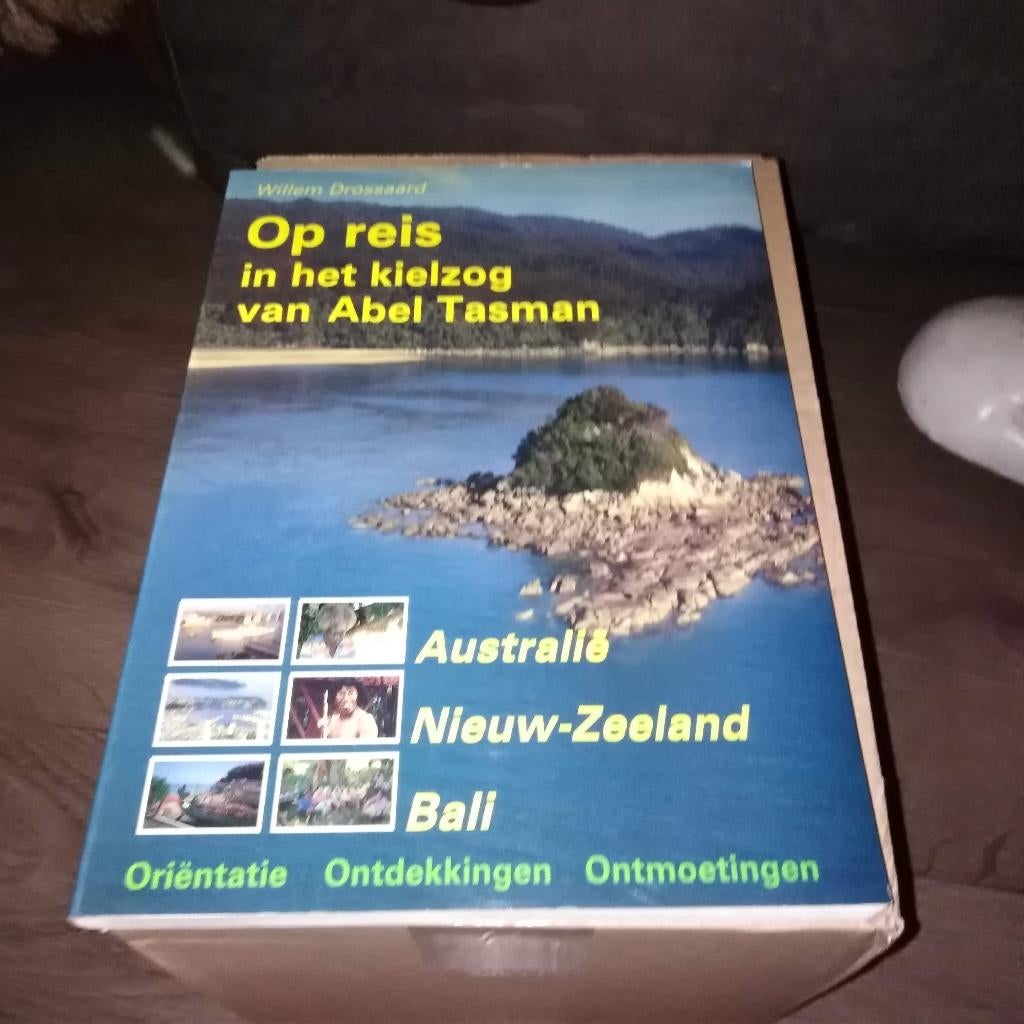 Willem Drossaard
Op reis
in het kielzog
van Abel Tasman
Australië
Nieuw-Zeeland
Bali
Oriëntatie Ontdekkingen Ontmoetingen